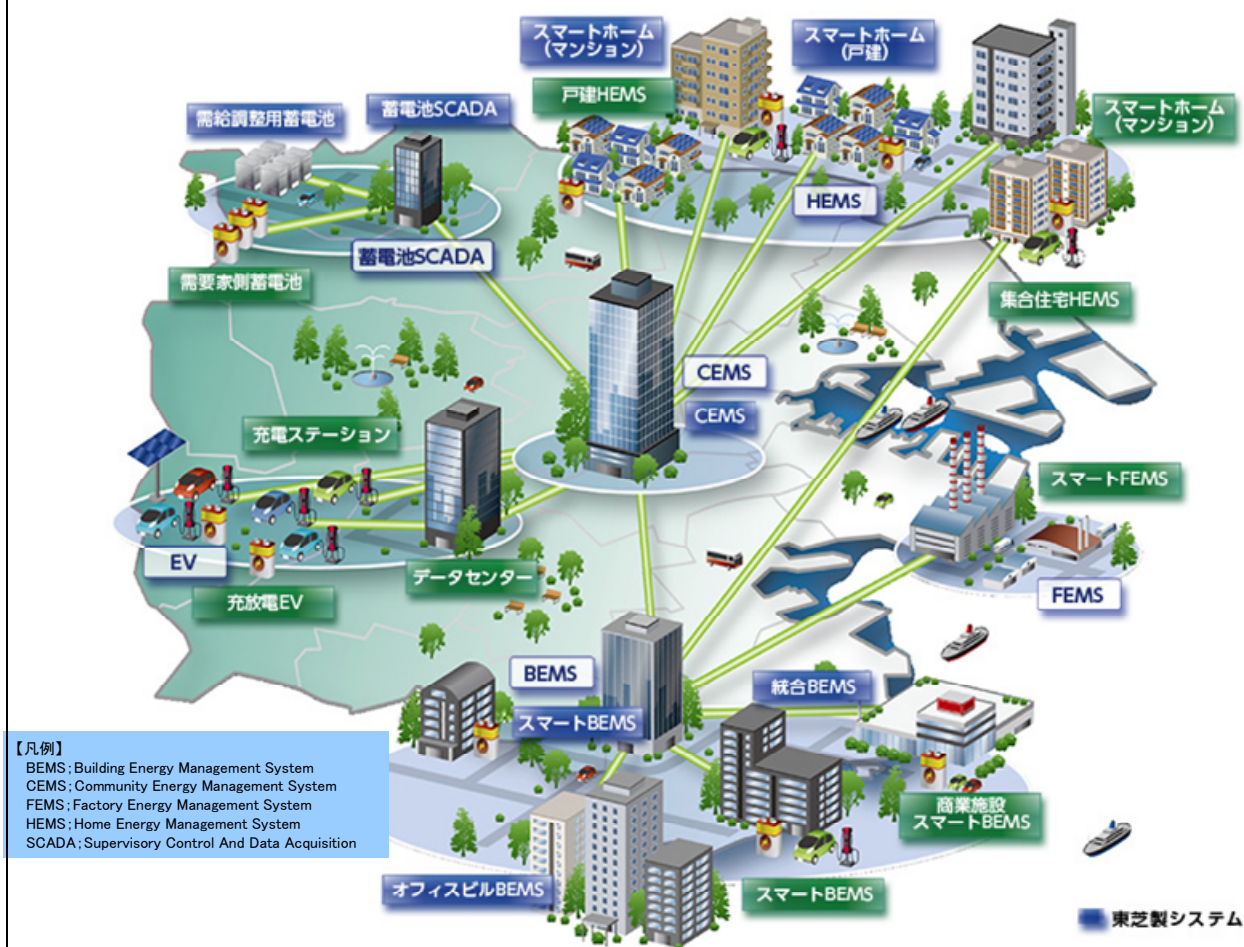 スマートホーム
(マンション)
スマートホーム
(戸建)
戸建HEMS
蓄電池SCADA
需給調整用蓄電池
スマートホーム
(マンション)
HEMS
蓄電池SCADA
需要家側蓄電池
集合住宅HEMS
CEMS
CEMS
充電ステーション
スマートFEMS
EV
データセンター
充放電EV
FEMS
BEMS
統合BEMS
スマートBEMS
【凡例】
BEMS;Building Energy Management System
CEMS;Community Energy Management System
FEMS;Factory Energy Management System
HEMS;Home Energy Management System
SCADA;Supervisory Control And Data Acquisition
商業施設
スマートBEMS
オフィスビルBEMS
スマートBEMS
東芝製システム